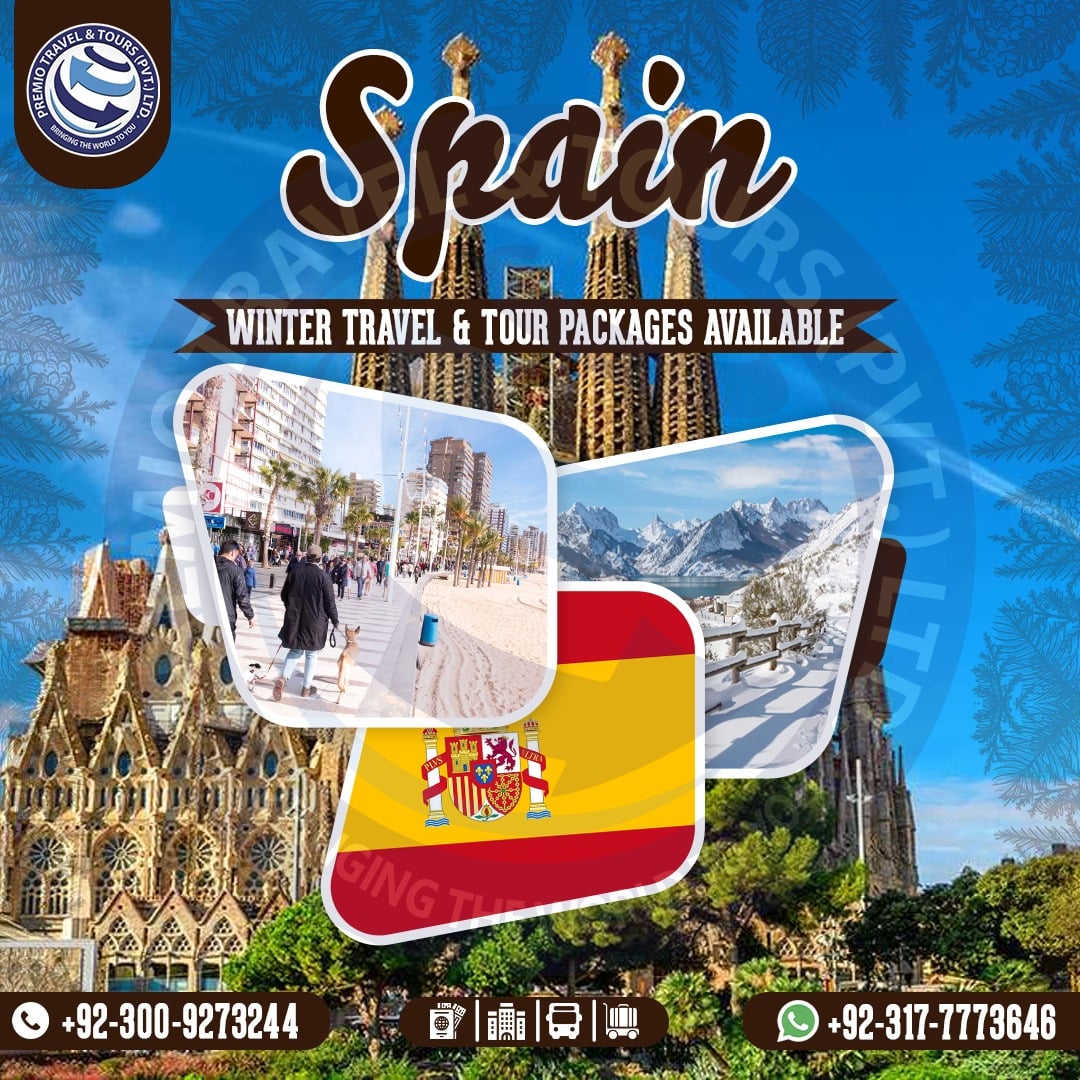 PREMIO TRAVEL & TOURS (PVT.) LTD.
BRINGING THE WORLD TO YOU
Spain
WINTER TRAVEL & TOUR PACKAGES AVAILABLE
PLVS VLTRA
+92-300-9273244
+92-317-7773646